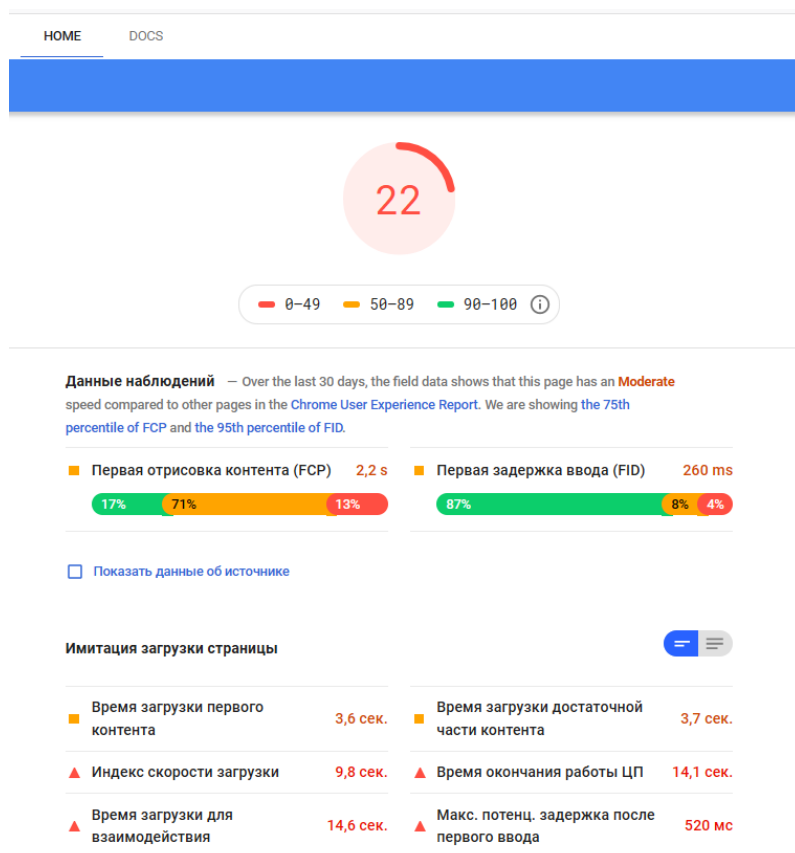 HOME DOCS
22
0–49 50–89 90–100
Данные наблюдений — Over the last 30 days, the field data shows that this page has an Moderate
speed compared to other pages in the Chrome User Experience Report. We are showing the 75th
percentile of FCP and the 95th percentile of FID.
Первая отрисовка контента (FCP) 2,2 s
17% 71% 13%
Первая задержка ввода (FID) 260 ms
87% 8% 4%
Показать данные об источнике
Имитация загрузки страницы
Время загрузки первого
контента 3,6 сек.
Время загрузки достаточной
части контента 3,7 сек.
Индекс скорости загрузки 9,8 сек.
Время окончания работы ЦП 14,1 сек.
Время загрузки для
взаимодействия 14,6 сек.
Макс. потенц. задержка после
первого ввода 520 мс